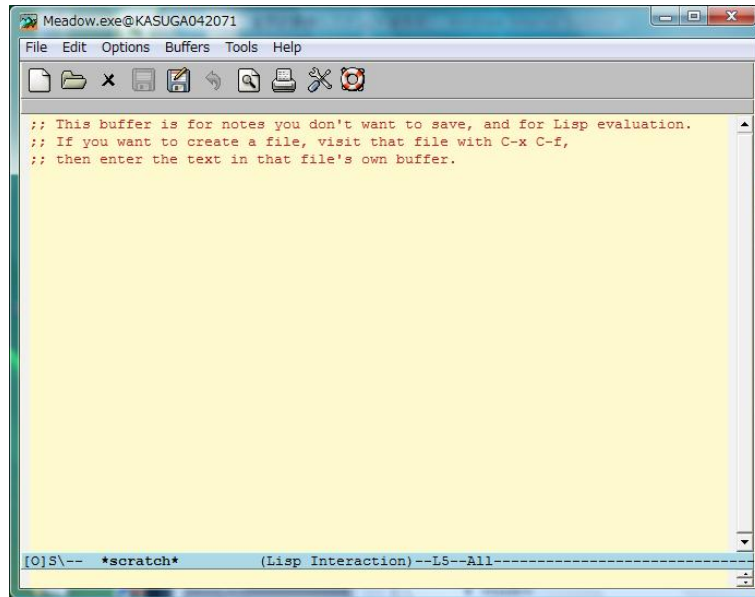 Meadow.exe@KASUGA042071
File Edit Options Buffers Tools Help
;; This buffer is for notes you don't want to save, and for Lisp evaluation.
;; If you want to create a file, visit that file with C-x C-f,
;; then enter the text in that file's own buffer.
[O]S\-- *scratch* (Lisp Interaction)--L5--All------------------------------